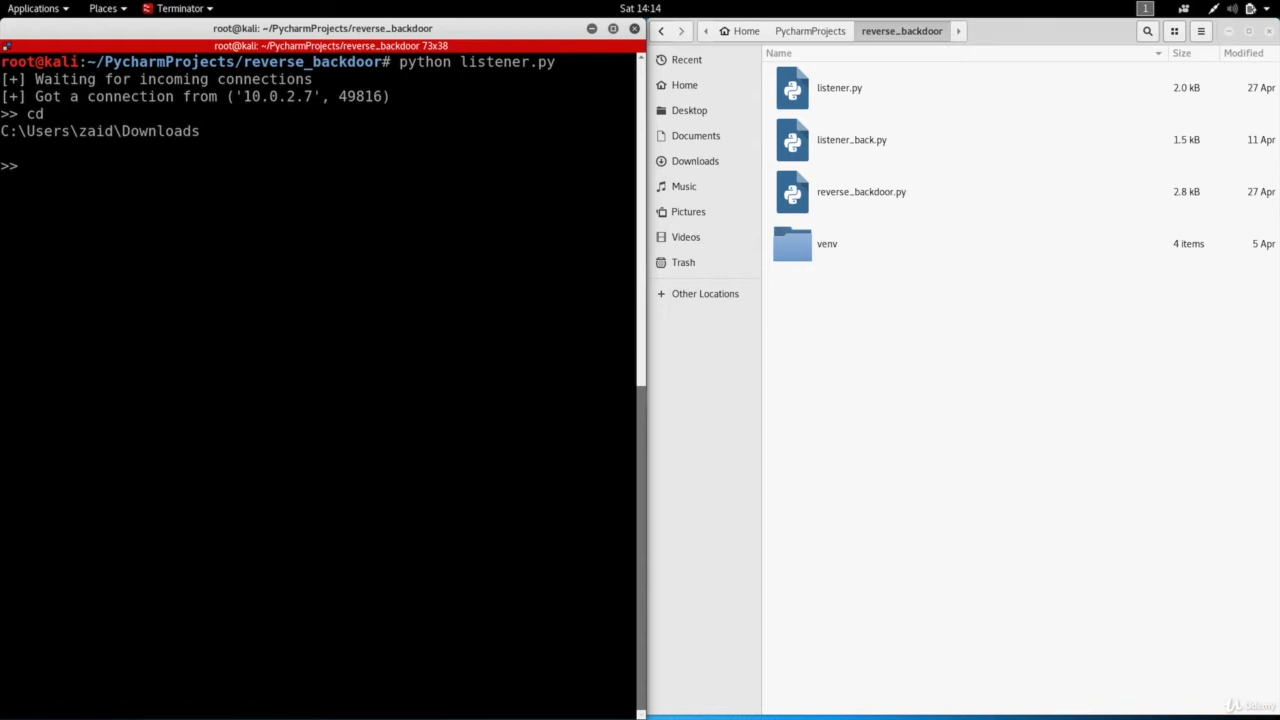 Applications Places Terminator Sat 14:14 1
root@kali: ~/PycharmProjects/reverse_backdoor
root@kali: ~/PycharmProjects/reverse_backdoor 73x38
root@kali:~/PycharmProjects/reverse_backdoor# python listener.py
[+] Waiting for incoming connections
[+] Got a connection from ('10.0.2.7', 49816)
>> cd
C:\Users\zaid\Downloads
>>
Home PycharmProjects reverse_backdoor
Recent
Home
Desktop
Documents
Downloads
Music
Pictures
Videos
Trash
+ Other Locations
Name Size Modified
listener.py 2.0 kB 27 Apr
listener_back.py 1.5 kB 11 Apr
reverse_backdoor.py 2.8 kB 27 Apr
venv 4 items 5 Apr
Udemy